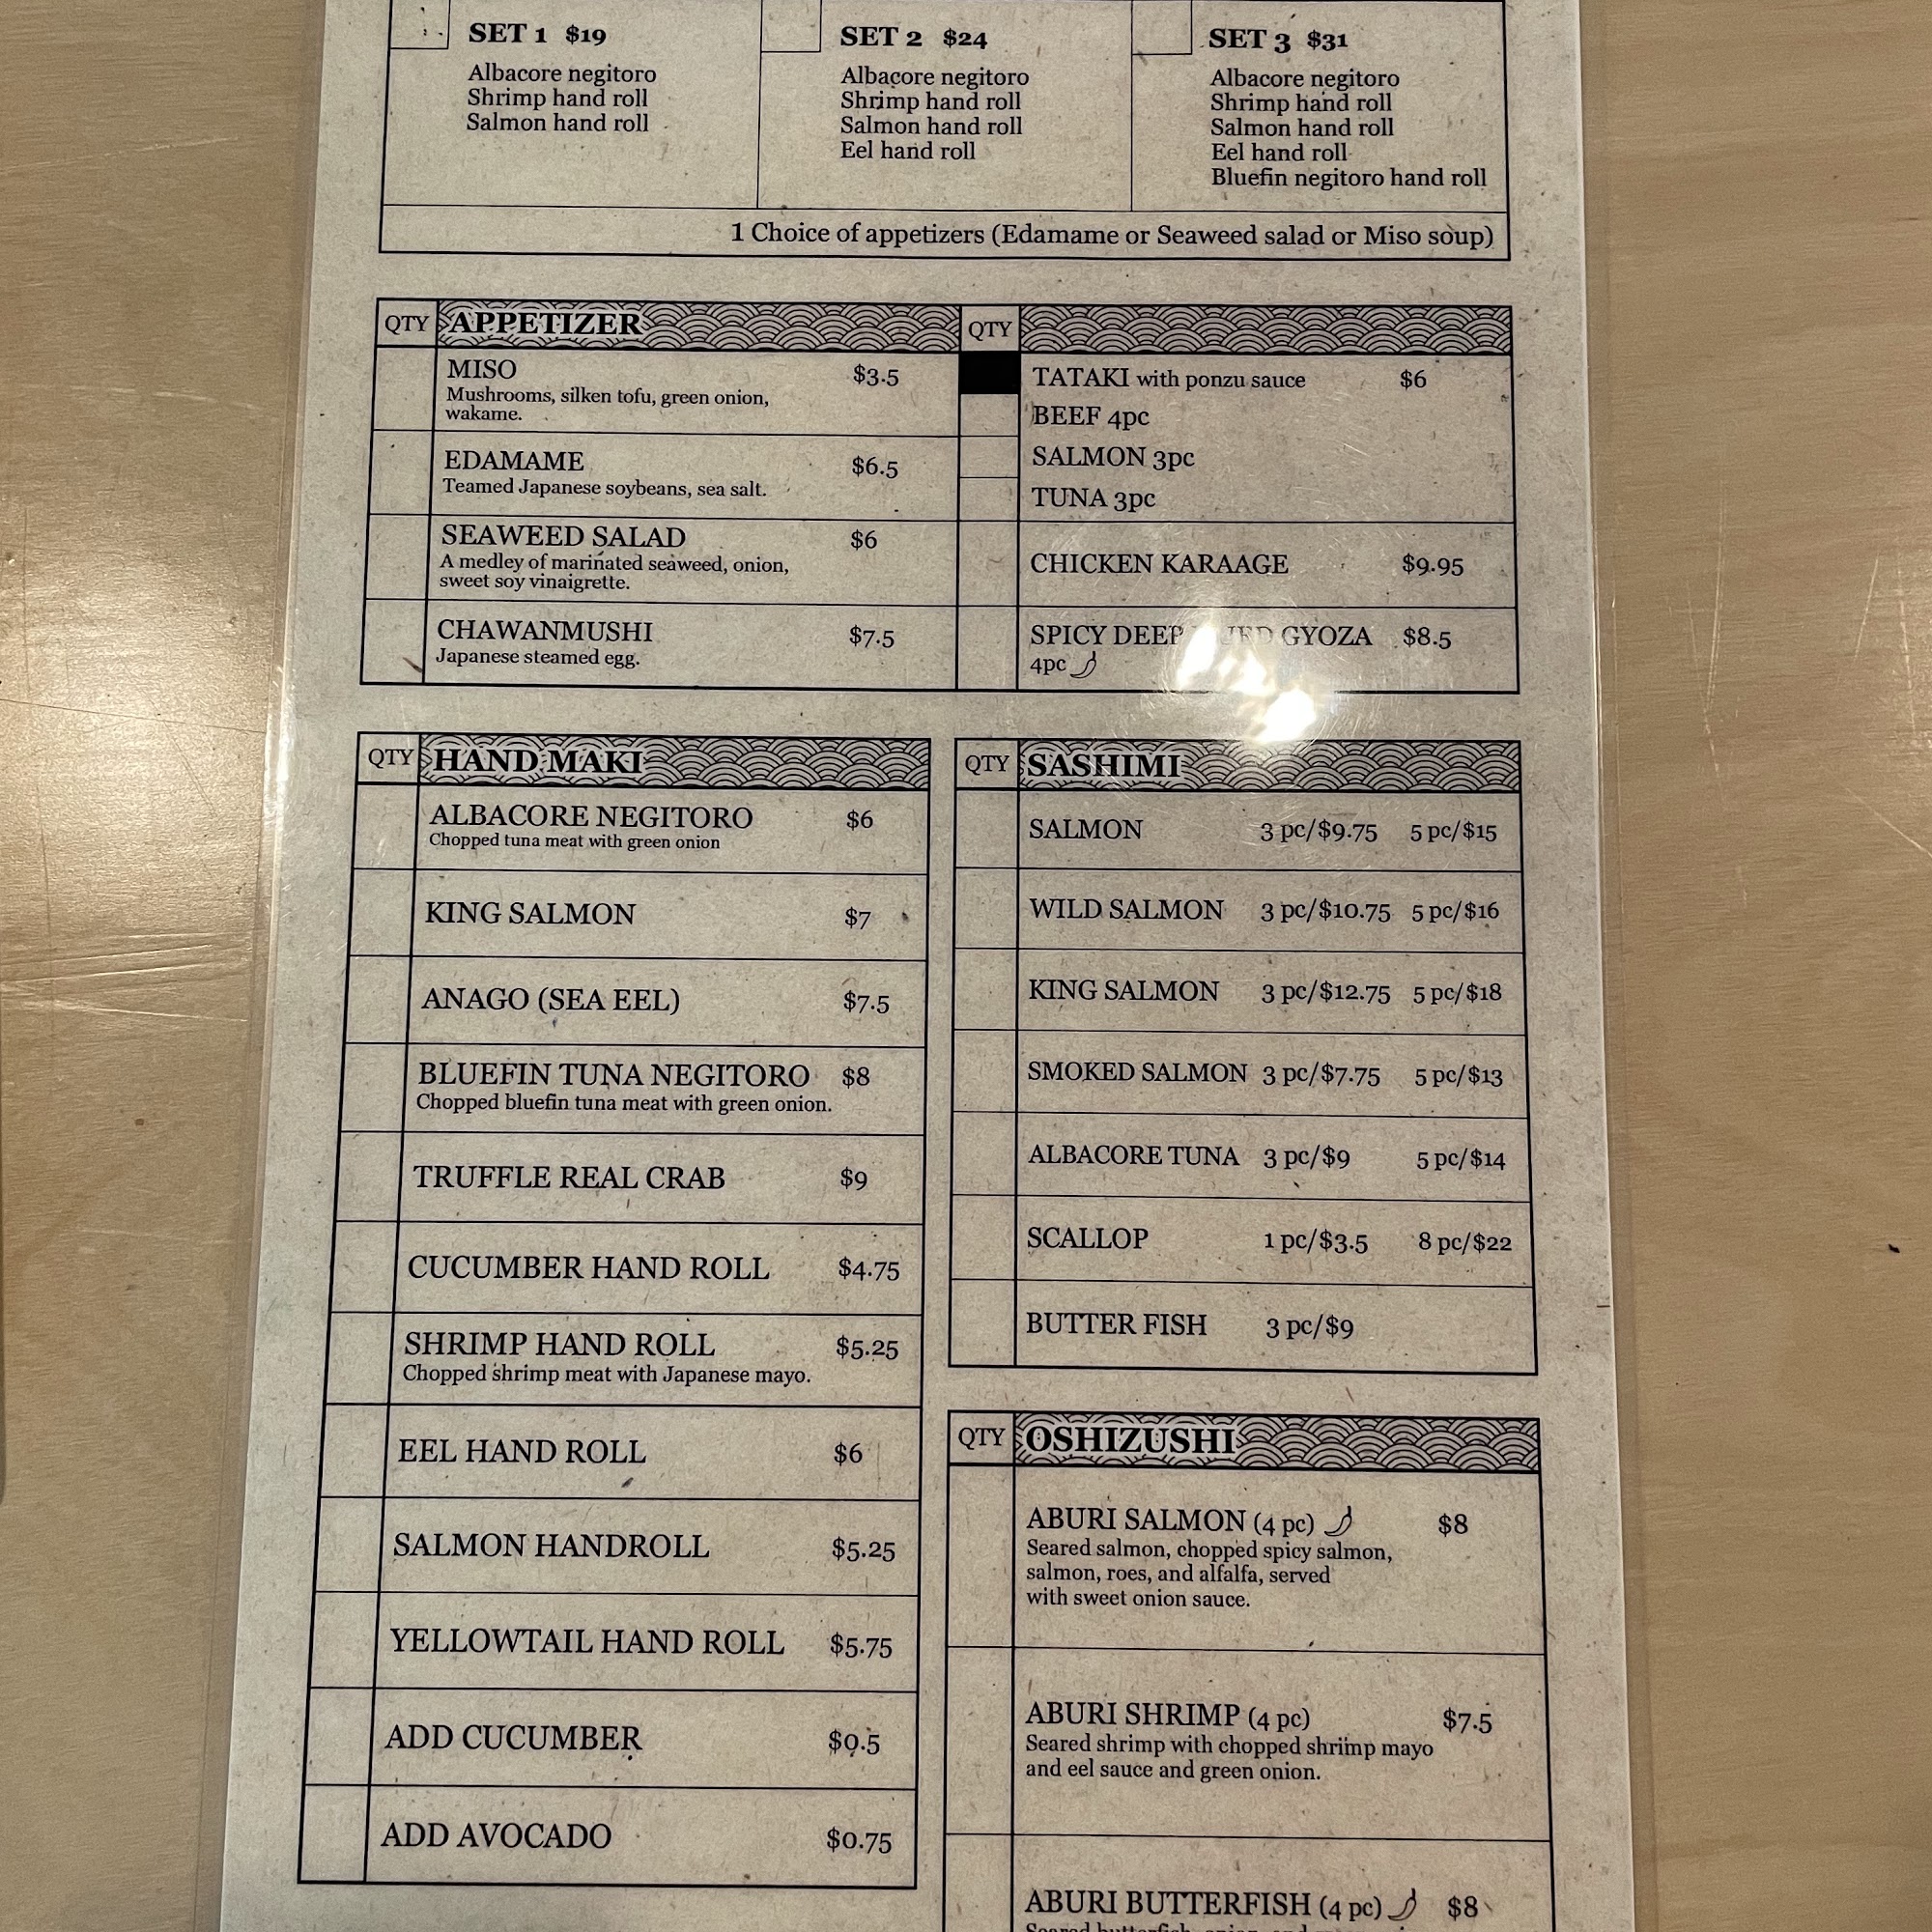 SET 1 $19
Albacore negitoro
Shrimp hand roll
Salmon hand roll
SET 2 $24
Albacore negitoro
Shrimp hand roll
Salmon hand roll
Eel hand roll
SET 3 $31
Albacore negitoro
Shrimp hand roll
Salmon hand roll
Eel hand roll
Bluefin negitoro hand roll
1 Choice of appetizers (Edamame or Seaweed salad or Miso soup)
QTY APPETIZER
MISO $3.5
Mushrooms, silken tofu, green onion,
wakame.
EDAMAME $6.5
Teamed Japanese soybeans, sea salt.
SEAWEED SALAD $6
A medley of marinated seaweed, onion,
sweet soy vinaigrette.
CHAWANMUSHI $7.5
Japanese steamed egg.
QTY
TATAKI with ponzu sauce $6
BEEF 4pc
SALMON 3pc
TUNA 3pc
CHICKEN KARAAGE $9.95
SPICY DEEP GYOZA $8.5
4pc
QTY HAND MAKI
ALBACORE NEGITORO $6
Chopped tuna meat with green onion
KING SALMON $7
ANAGO (SEA EEL) $7.5
BLUEFIN TUNA NEGITORO $8
Chopped bluefin tuna meat with green onion.
TRUFFLE REAL CRAB $9
CUCUMBER HAND ROLL $4.75
SHRIMP HAND ROLL $5.25
Chopped shrimp meat with Japanese mayo.
EEL HAND ROLL $6
SALMON HANDROLL $5.25
YELLOWTAIL HAND ROLL $5.75
ADD CUCUMBER $0.5
ADD AVOCADO $0.75
QTY SASHIMI
SALMON 3 pc/$9.75 5 pc/$15
WILD SALMON 3 pc/$10.75 5 pc/$16
KING SALMON 3 pc/$12.75 5 pc/$18
SMOKED SALMON 3 pc/$7.75 5 pc/$13
ALBACORE TUNA 3 pc/$9 5 pc/$14
SCALLOP 1 pc/$3.5 8 pc/$22
BUTTER FISH 3 pc/$9
QTY OSHIZUSHI
ABURI SALMON (4 pc) $8
Seared salmon, chopped spicy salmon,
salmon, roes, and alfalfa, served
with sweet onion sauce.
ABURI SHRIMP (4 pc) $7.5
Seared shrimp with chopped shrimp mayo
and eel sauce and green onion.
ABURI BUTTERFISH (4 pc) $8